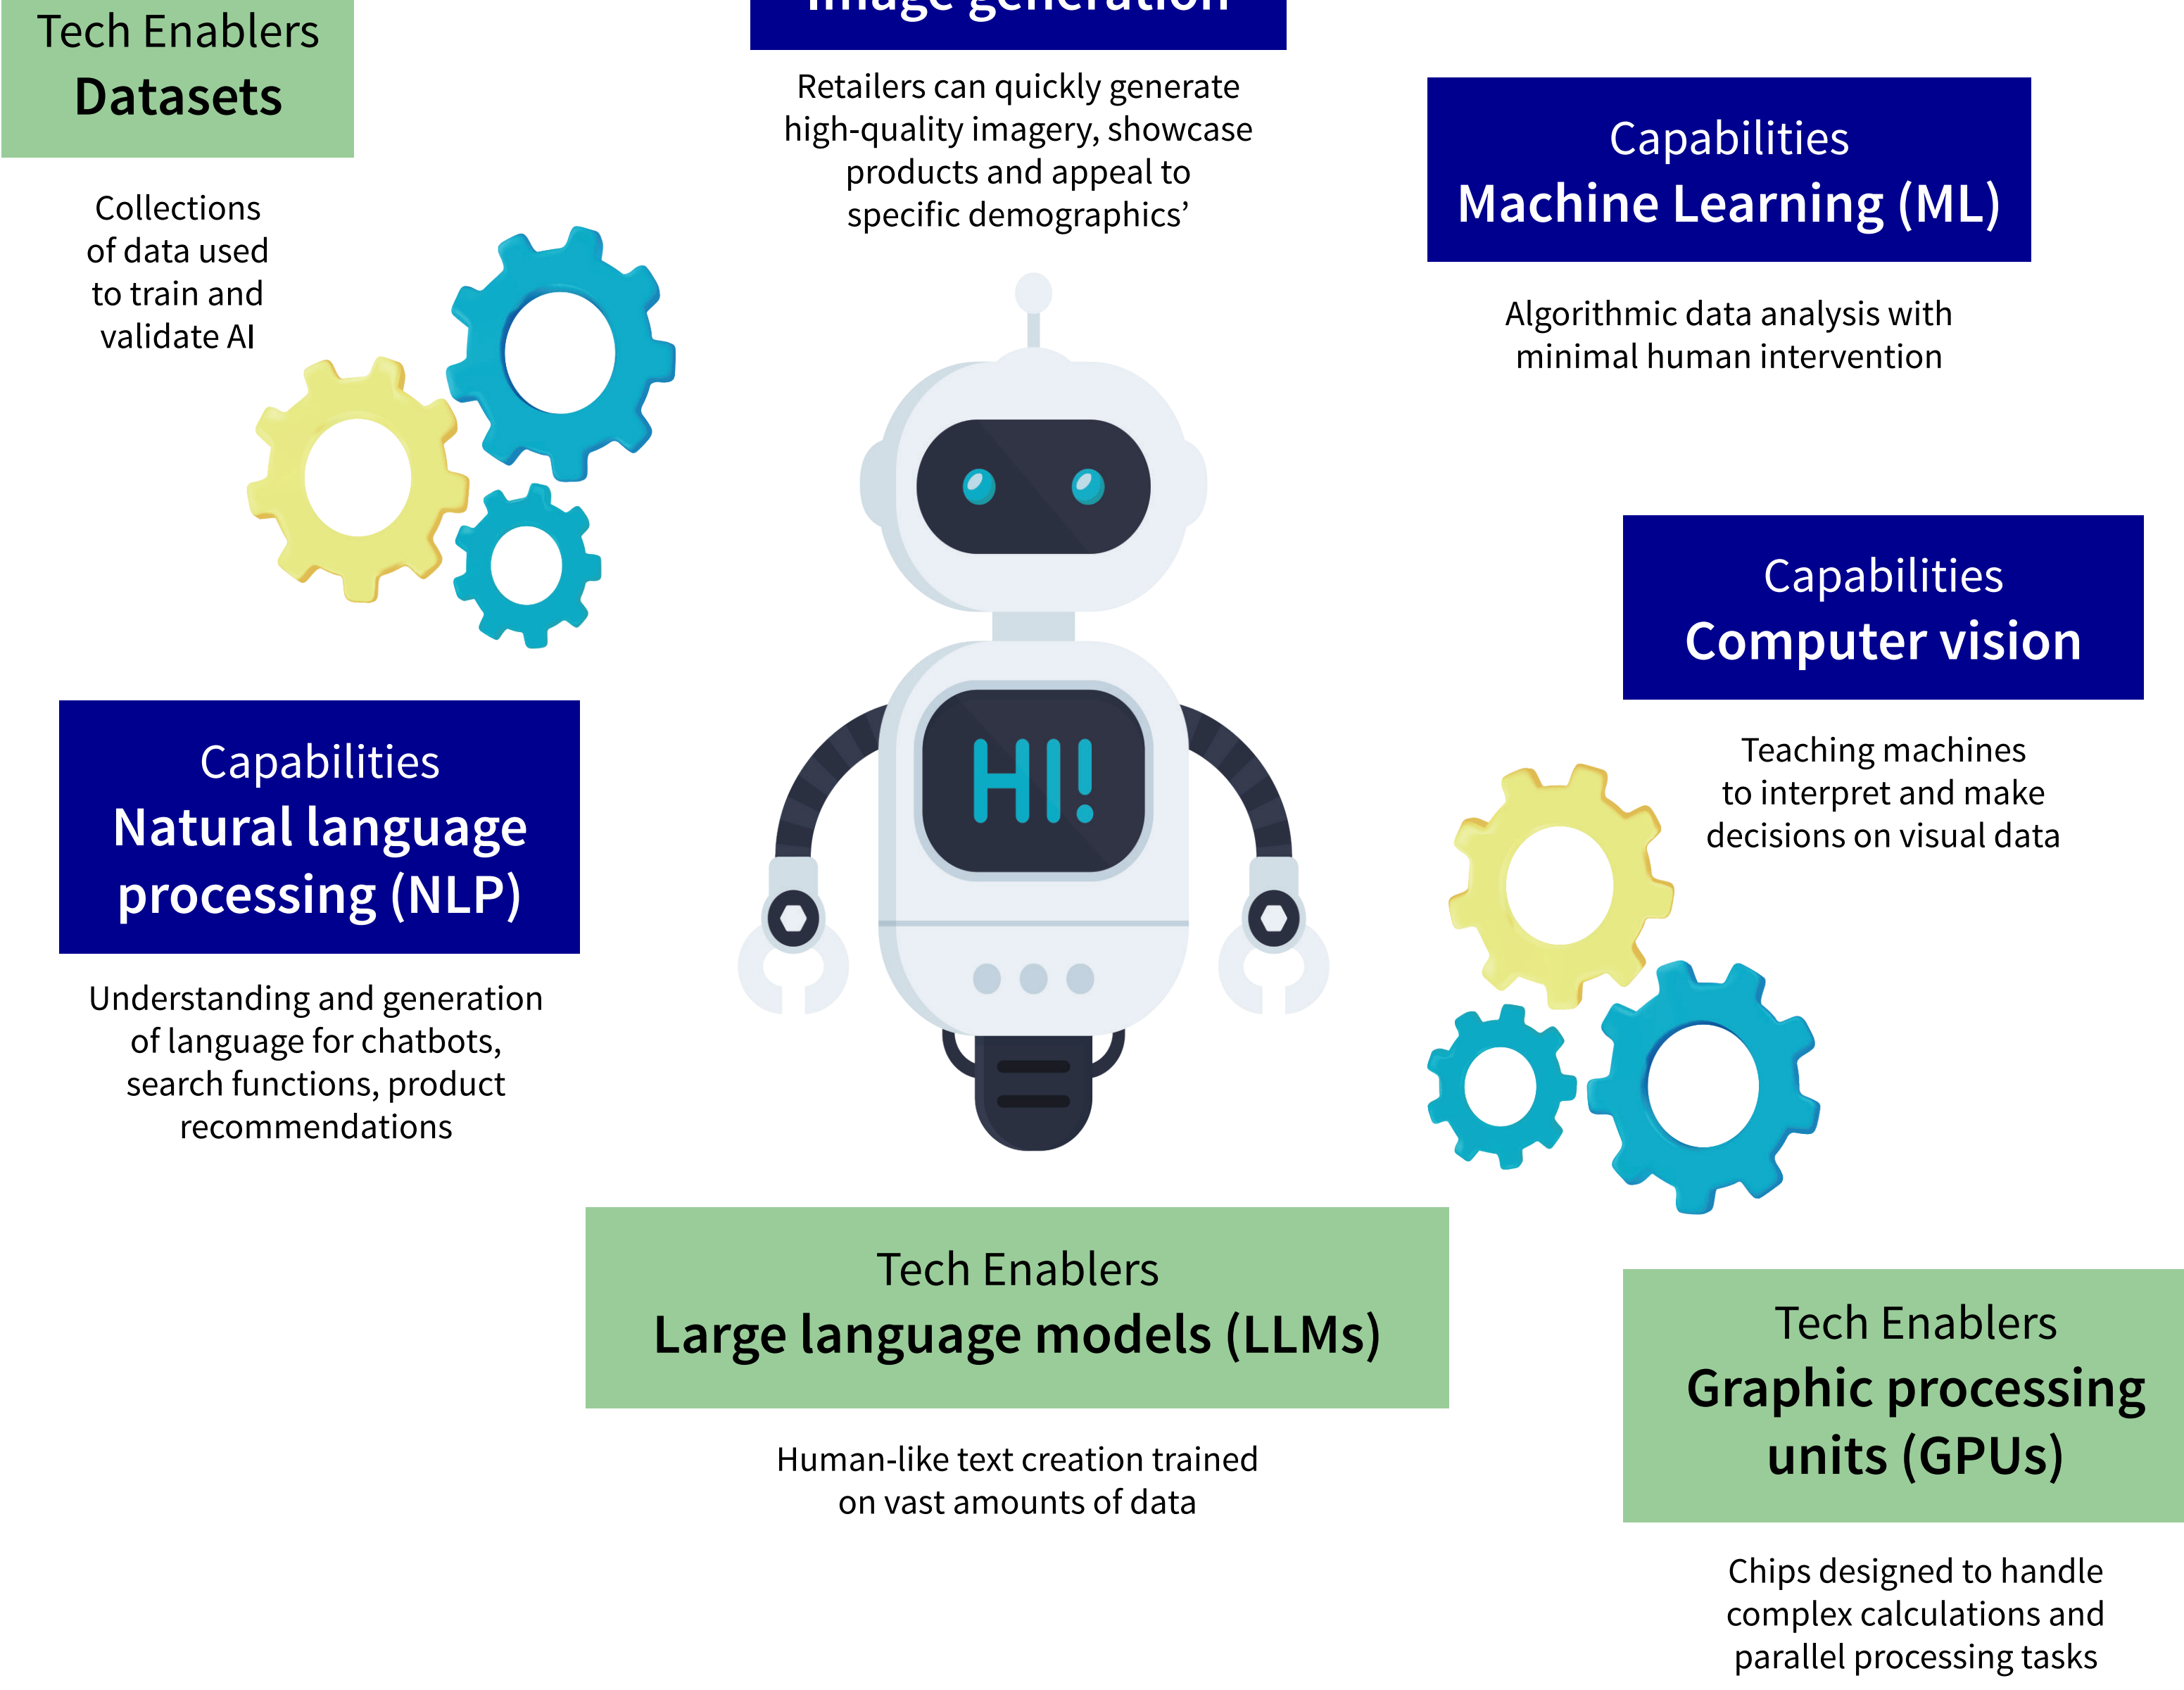 Tech Enablers
Datasets
Collections
of data used
to train and
validate AI
Image generation
Retailers can quickly generate
high-quality imagery, showcase
products and appeal to
specific demographics’
Capabilities
Machine Learning (ML)
Algorithmic data analysis with
minimal human intervention
Capabilities
Computer vision
Teaching machines
to interpret and make
decisions on visual data
HI!
Capabilities
Natural language
processing (NLP)
Understanding and generation
of language for chatbots,
search functions, product
recommendations
Tech Enablers
Large language models (LLMs)
Human-like text creation trained
on vast amounts of data
Tech Enablers
Graphic processing
units (GPUs)
Chips designed to handle
complex calculations and
parallel processing tasks